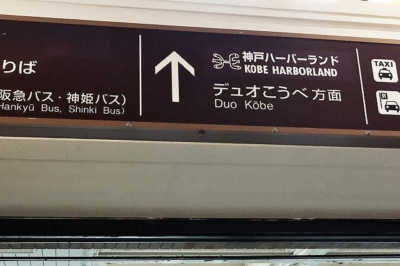 りば
阪急バス・神姫バス)
Hankyū Bus, Shinki Bus)
神戸ハーバーランド
KOBE HARBORLAND
デュオこうべ 方面
Duo Kōbe
TAXI